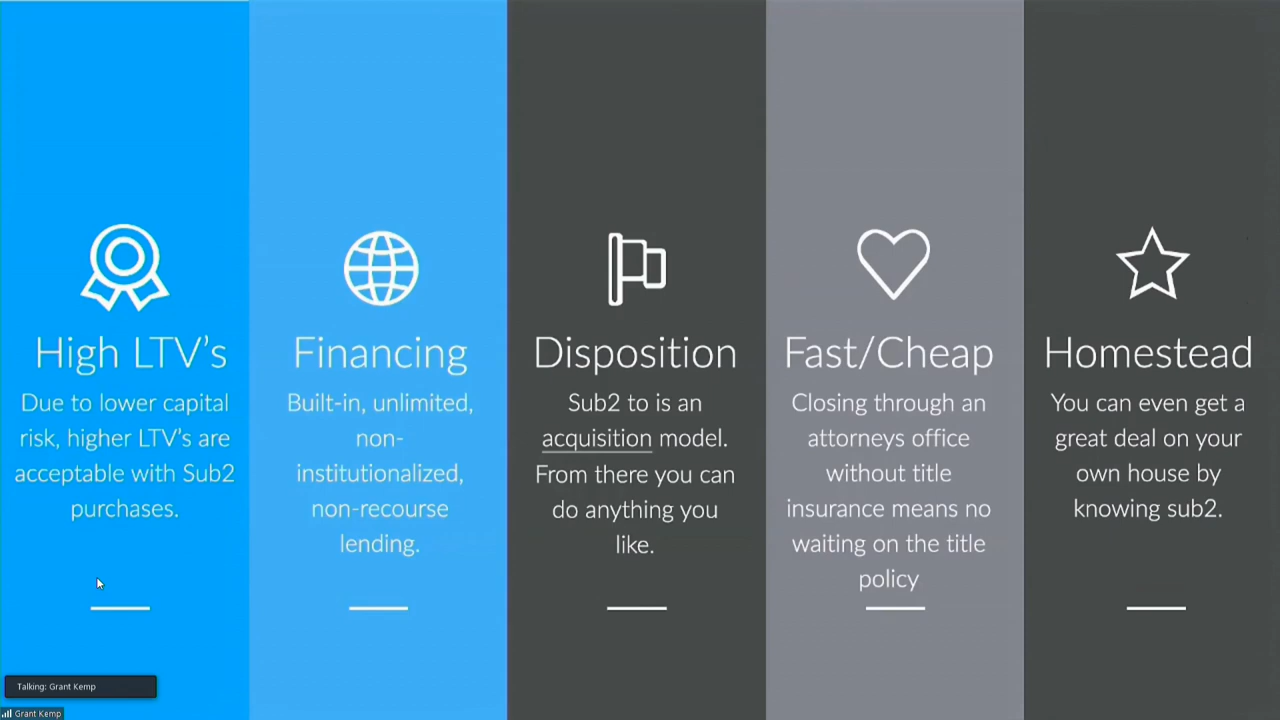 High LTV's
Due to lower capital
risk, higher LTV's are
acceptable with Sub2
purchases.
Financing
Built-in, unlimited,
non-
institutionalized,
non-recourse
lending.
Disposition
Sub2 to is an
acquisition model.
From there you can
do anything you
like.
Fast/Cheap
Closing through an
attorneys office
without title
insurance means no
waiting on the title
policy
Homestead
You can even get a
great deal on your
own house by
knowing sub2.
Talking: Grant Kemp
Grant Kemp